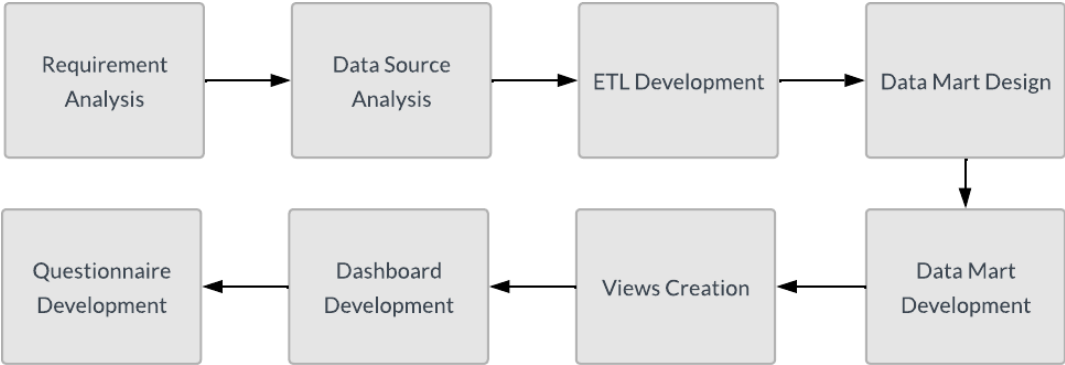 Requirement
Analysis
Data Source
Analysis
ETL Development
Data Mart Design
Data Mart
Development
Views Creation
Dashboard
Development
Questionnaire
Development